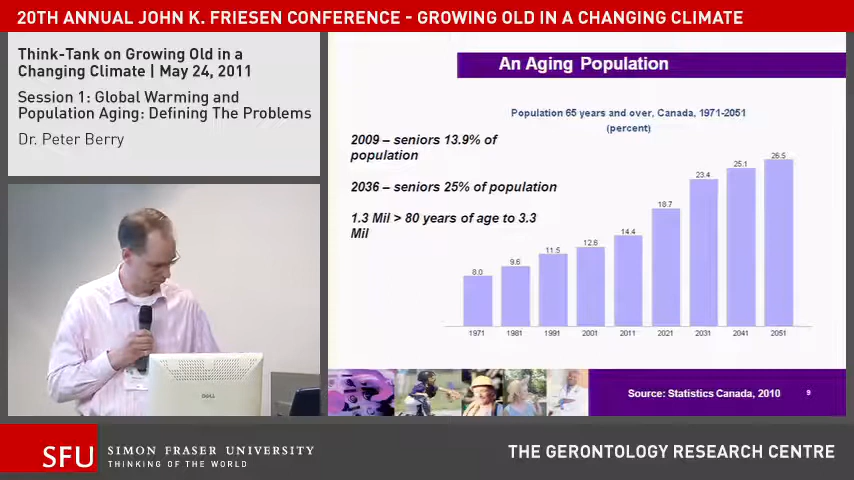 20TH ANNUAL JOHN K. FRIESEN CONFERENCE - GROWING OLD IN A CHANGING CLIMATE
Think-Tank on Growing Old in a
Changing Climate | May 24, 2011
Session 1: Global Warming and
Population Aging: Defining The Problems
Dr. Peter Berry
An Aging Population
Population 65 years and over, Canada, 1971-2051
(percent)
2009 – seniors 13.9% of
population
2036 – seniors 25% of population
1.3 Mil > 80 years of age to 3.3
Mil
8.0 9.6 11.5 12.6 14.4 18.7 23.4 25.1 26.5
1971 1981 1991 2001 2011 2021 2031 2041 2051
Source: Statistics Canada, 2010 9
DELL
SFU
SIMON FRASER UNIVERSITY
THINKING OF THE WORLD
THE GERONTOLOGY RESEARCH CENTRE